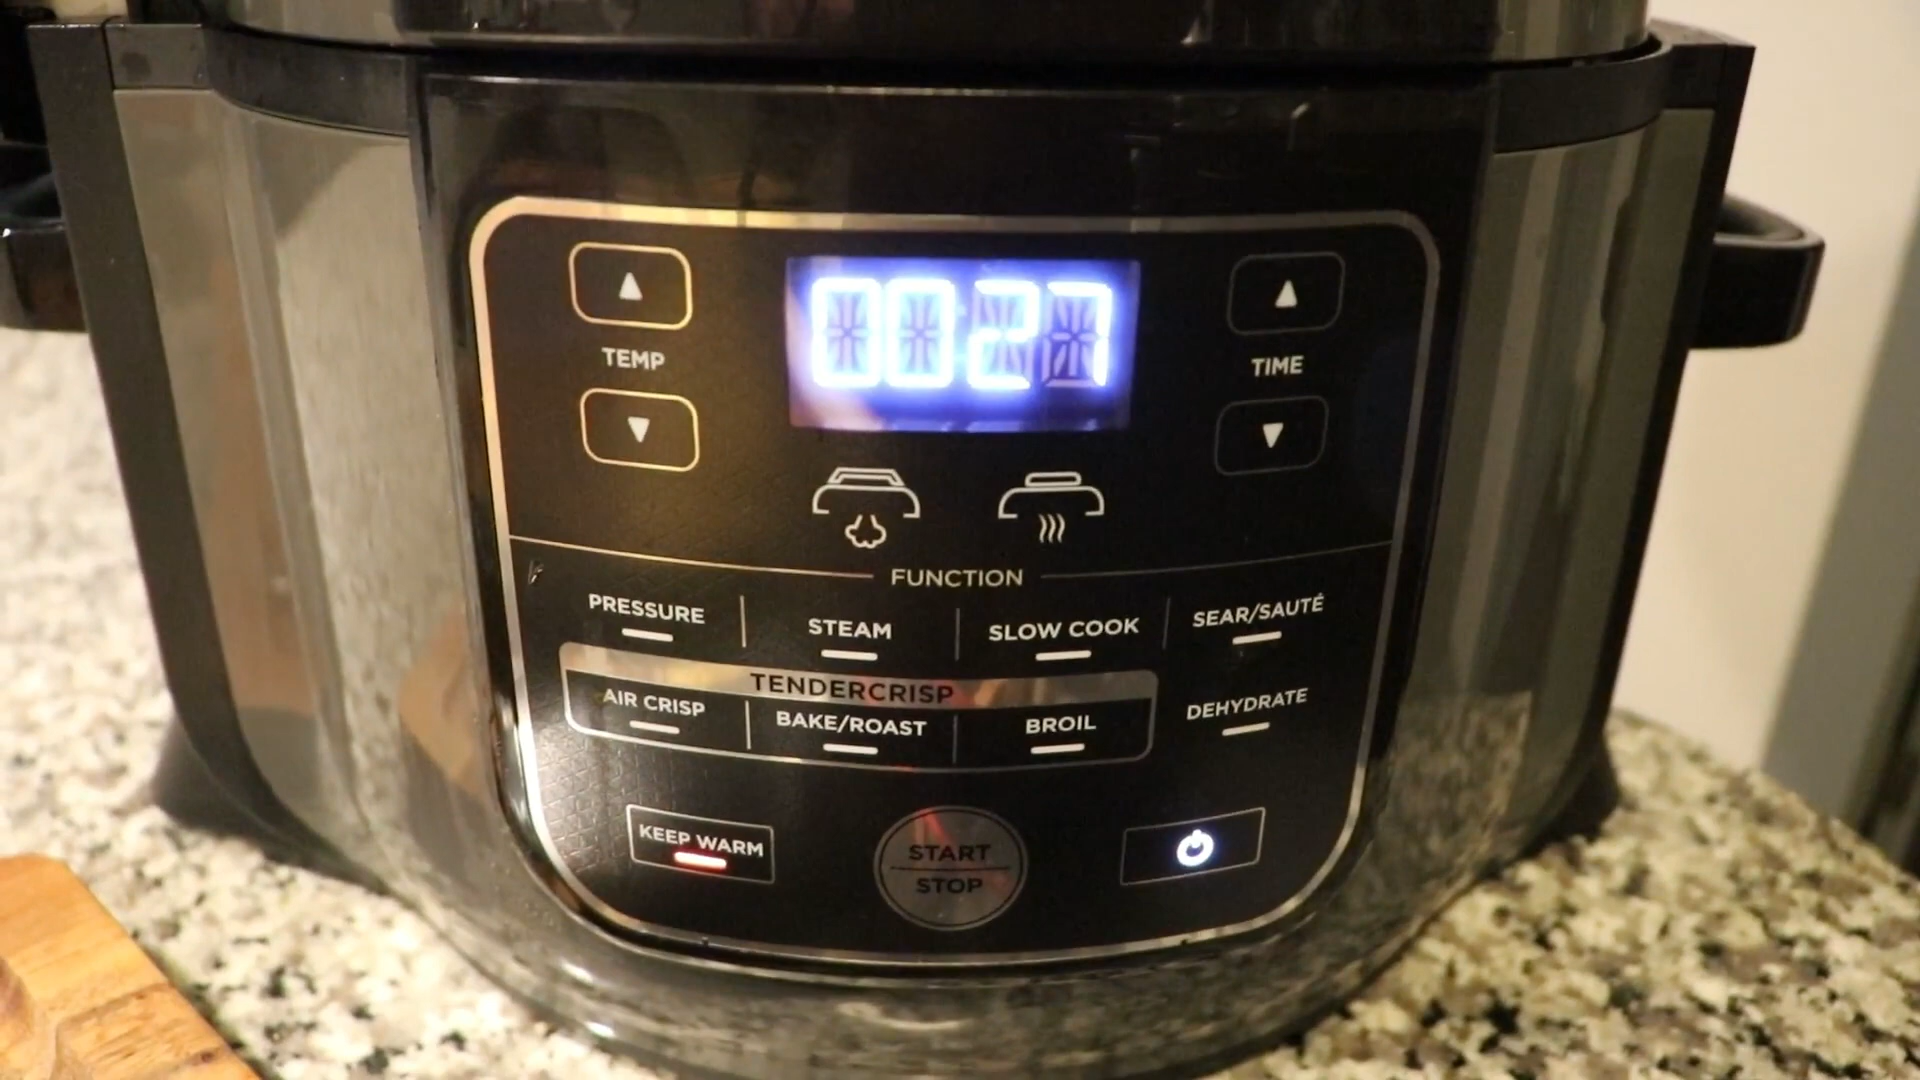 0027
TEMP
TIME
FUNCTION
PRESSURE
STEAM
SLOW COOK
SEAR/SAUTÉ
TENDERCRISP
AIR CRISP
BAKE/ROAST
BROIL
DEHYDRATE
KEEP WARM
START
STOP